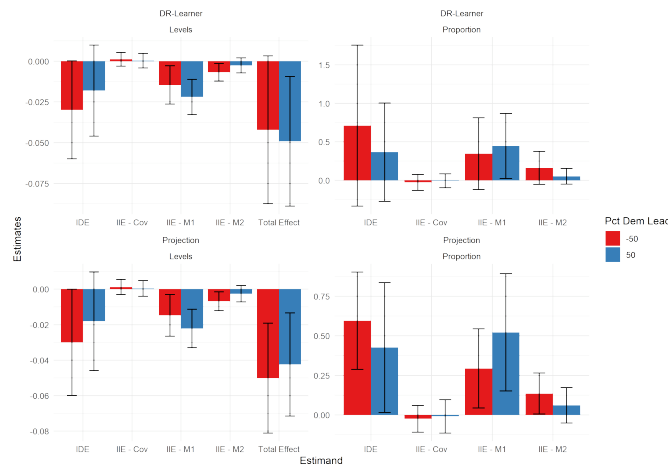 DR-Learner
Levels
0.000
-0.025
-0.050
-0.075
IDE
IIE - Cov
IIE - M1
IIE - M2
Total Effect
DR-Learner
Proportion
1.5
1.0
0.5
0.0
IDE
IIE - Cov
IIE - M1
IIE - M2
Projection
Levels
0.00
-0.02
-0.04
-0.06
-0.08
IDE
IIE - Cov
IIE - M1
IIE - M2
Total Effect
Projection
Proportion
0.75
0.50
0.25
0.00
IDE
IIE - Cov
IIE - M1
IIE - M2
Estimates
Estimand
Pct Dem Lead
-50
50